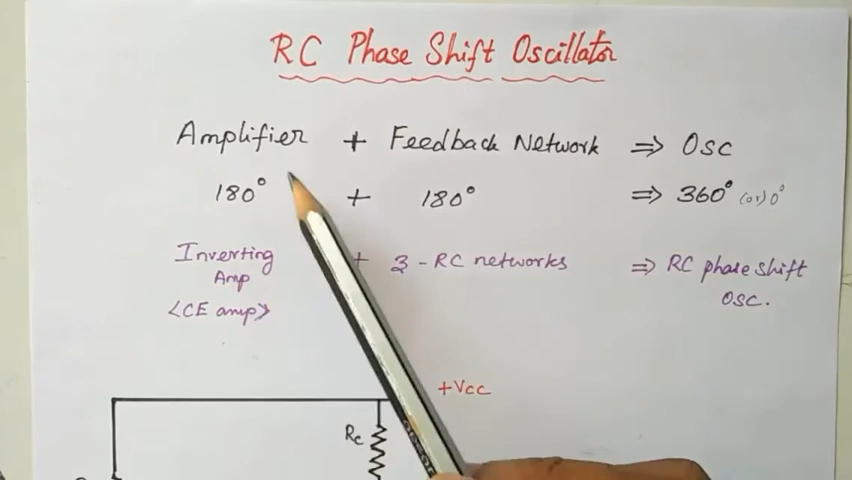 RC Phase Shift Oscillator
Amplifier + Feedback Network ⇒ Osc
180° + 180° ⇒ 360° (or) 0°
Inverting Amp + 3 - RC networks ⇒ RC phase shift osc.
<CE amp>
+Vcc
Rc